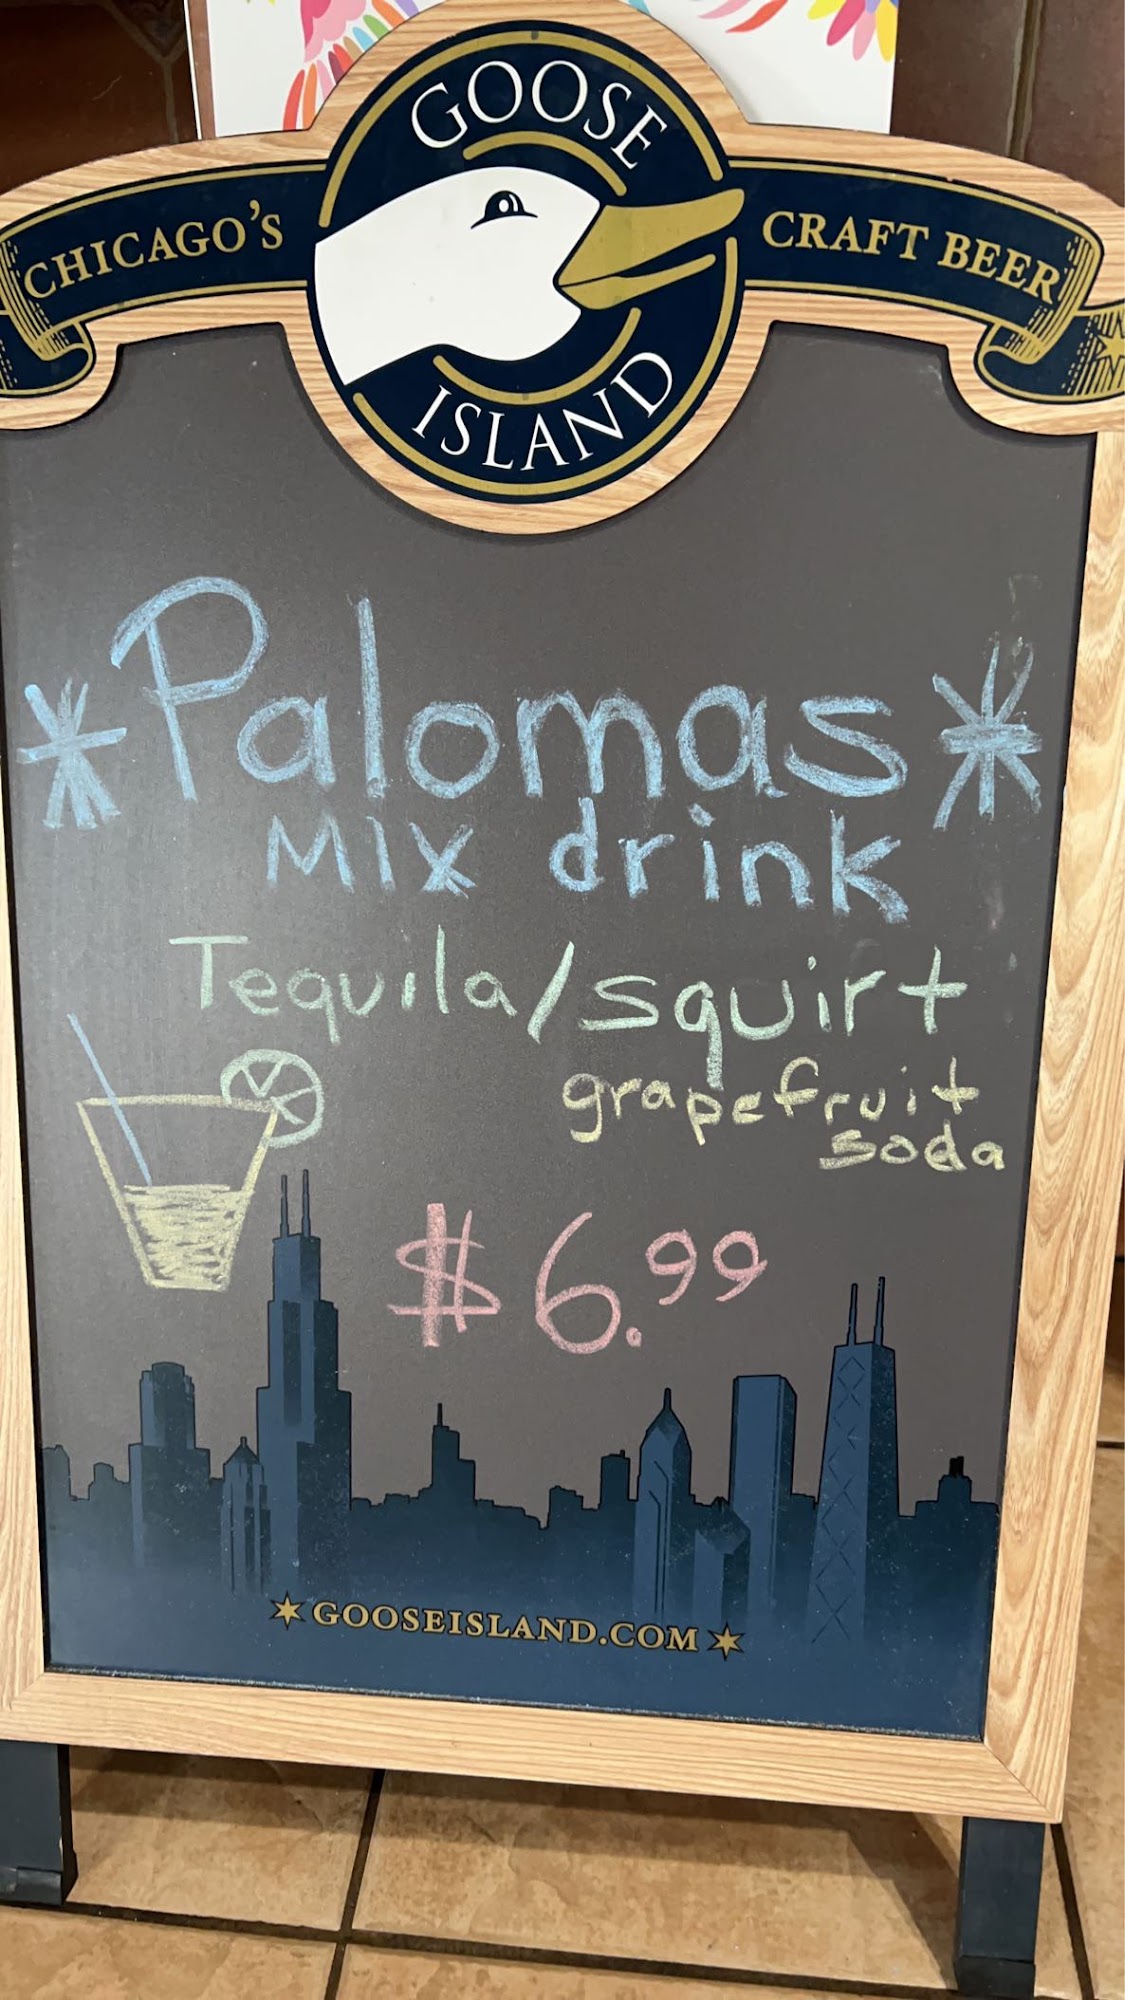 GOOSE
CHICAGO'S CRAFT BEER
ISLAND
*Palomas*
Mix drink
Tequila/squirt
grapefruit
soda
$6.99
GOOSEISLAND.COM